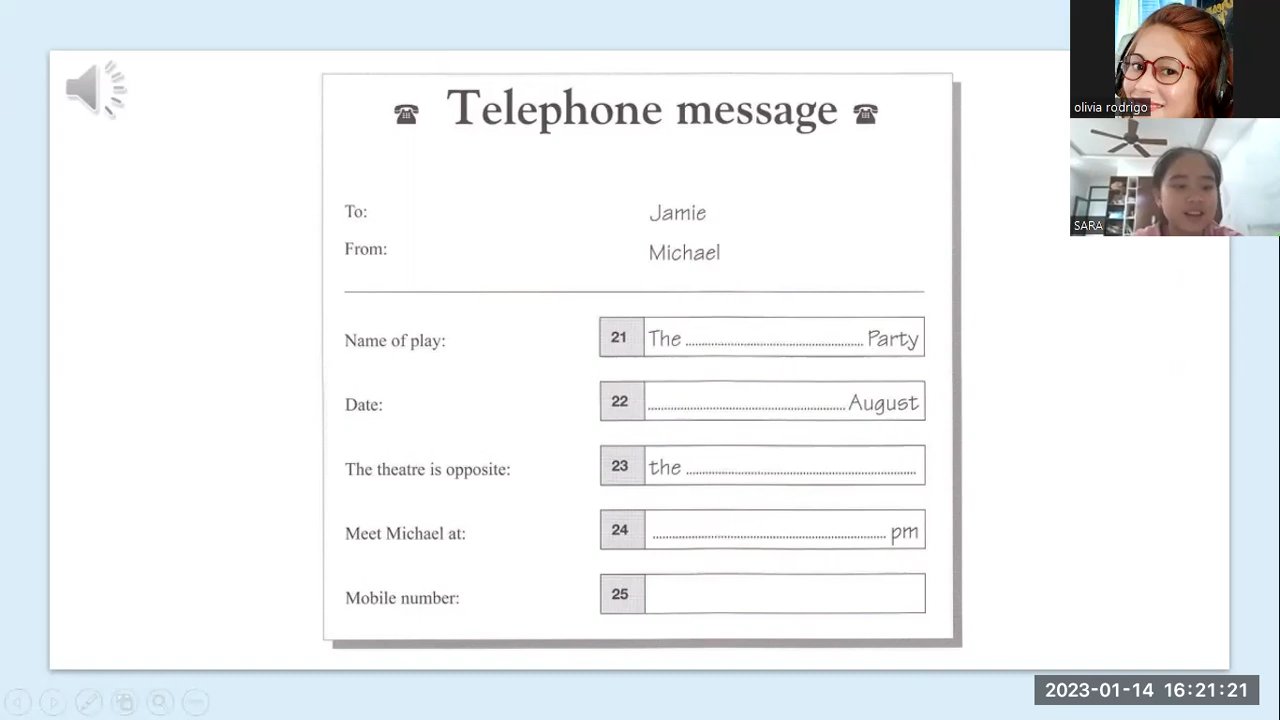 Telephone message
To: Jamie
From: Michael
Name of play: 21 The ........................................ Party
Date: 22 ........................................ August
The theatre is opposite: 23 the ........................................
Meet Michael at: 24 ........................................ pm
Mobile number: 25
olivia rodrigo
SARA
2023-01-14 16:21:21